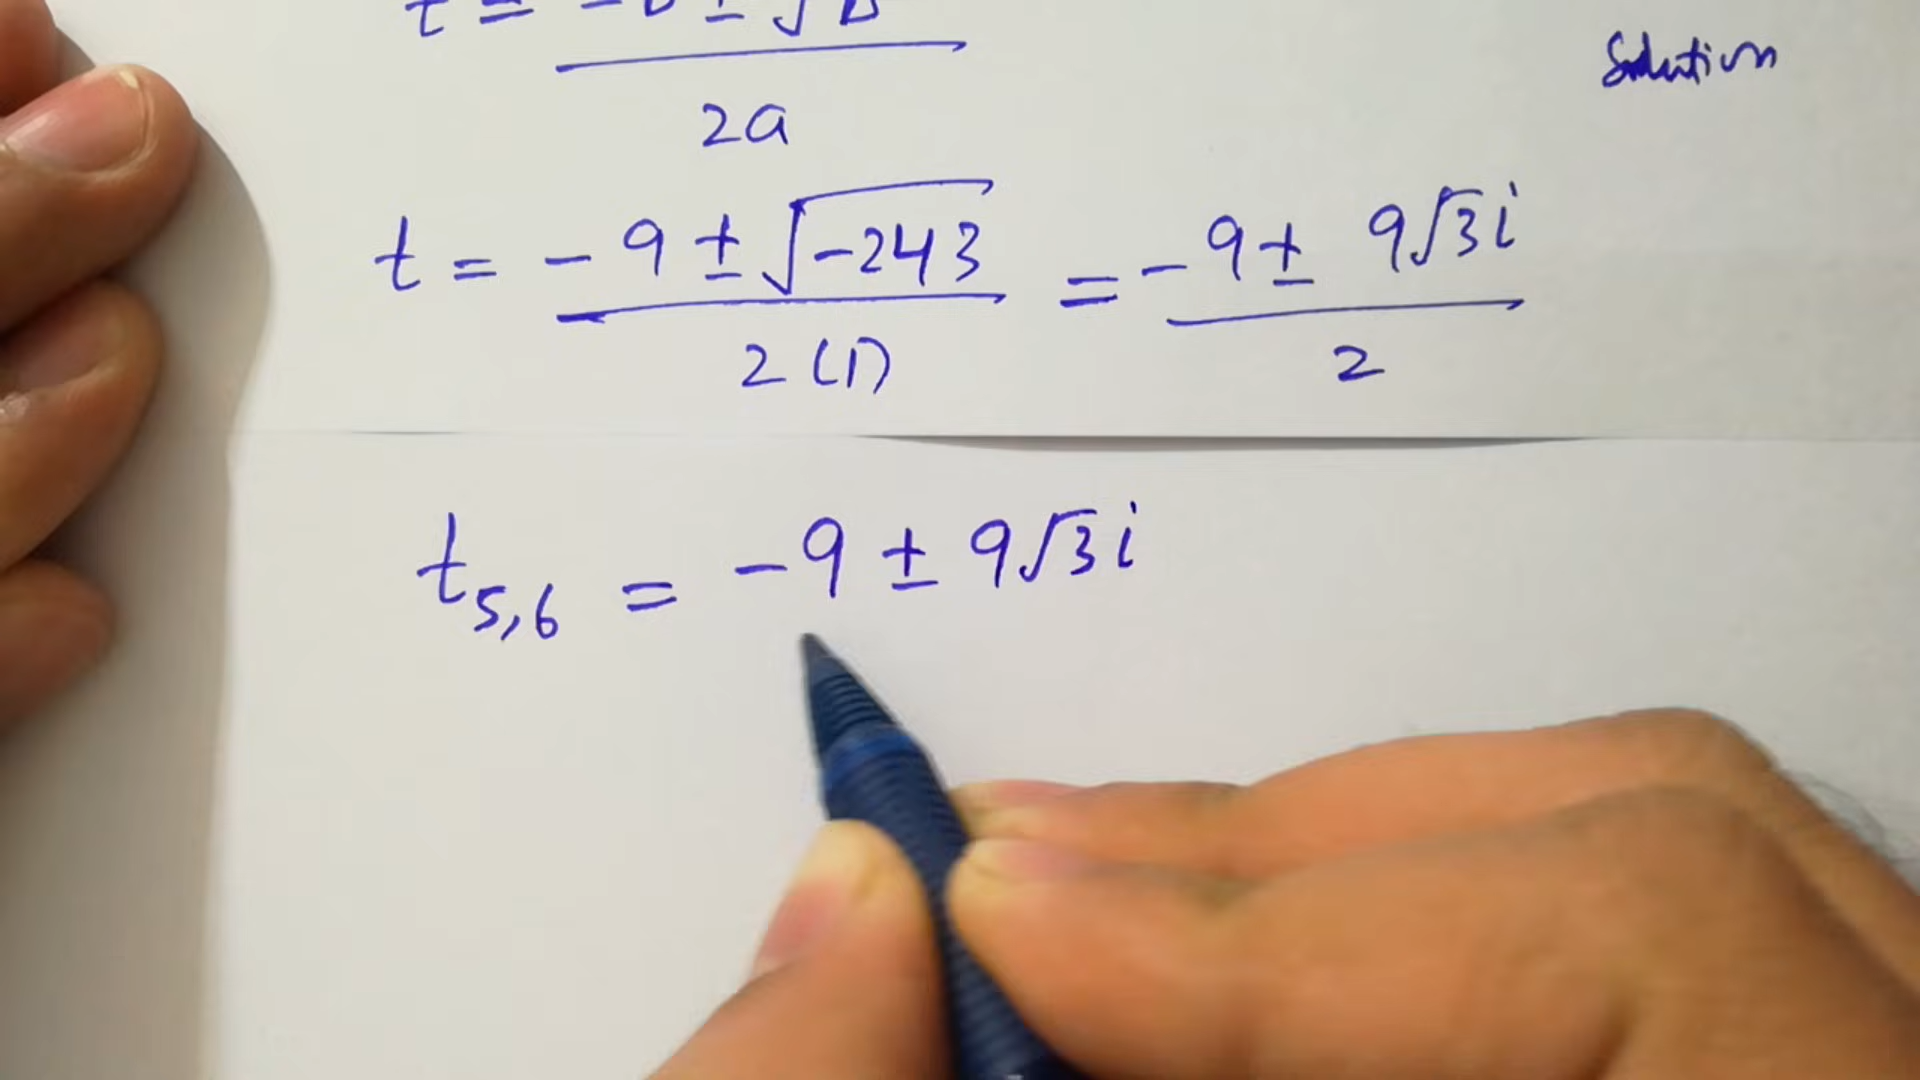 t = -b ± √D
2a
Solution
t = -9 ± √-243 = -9 ± 9√3i
2(1) 2
t5,6 = -9 ± 9√3i